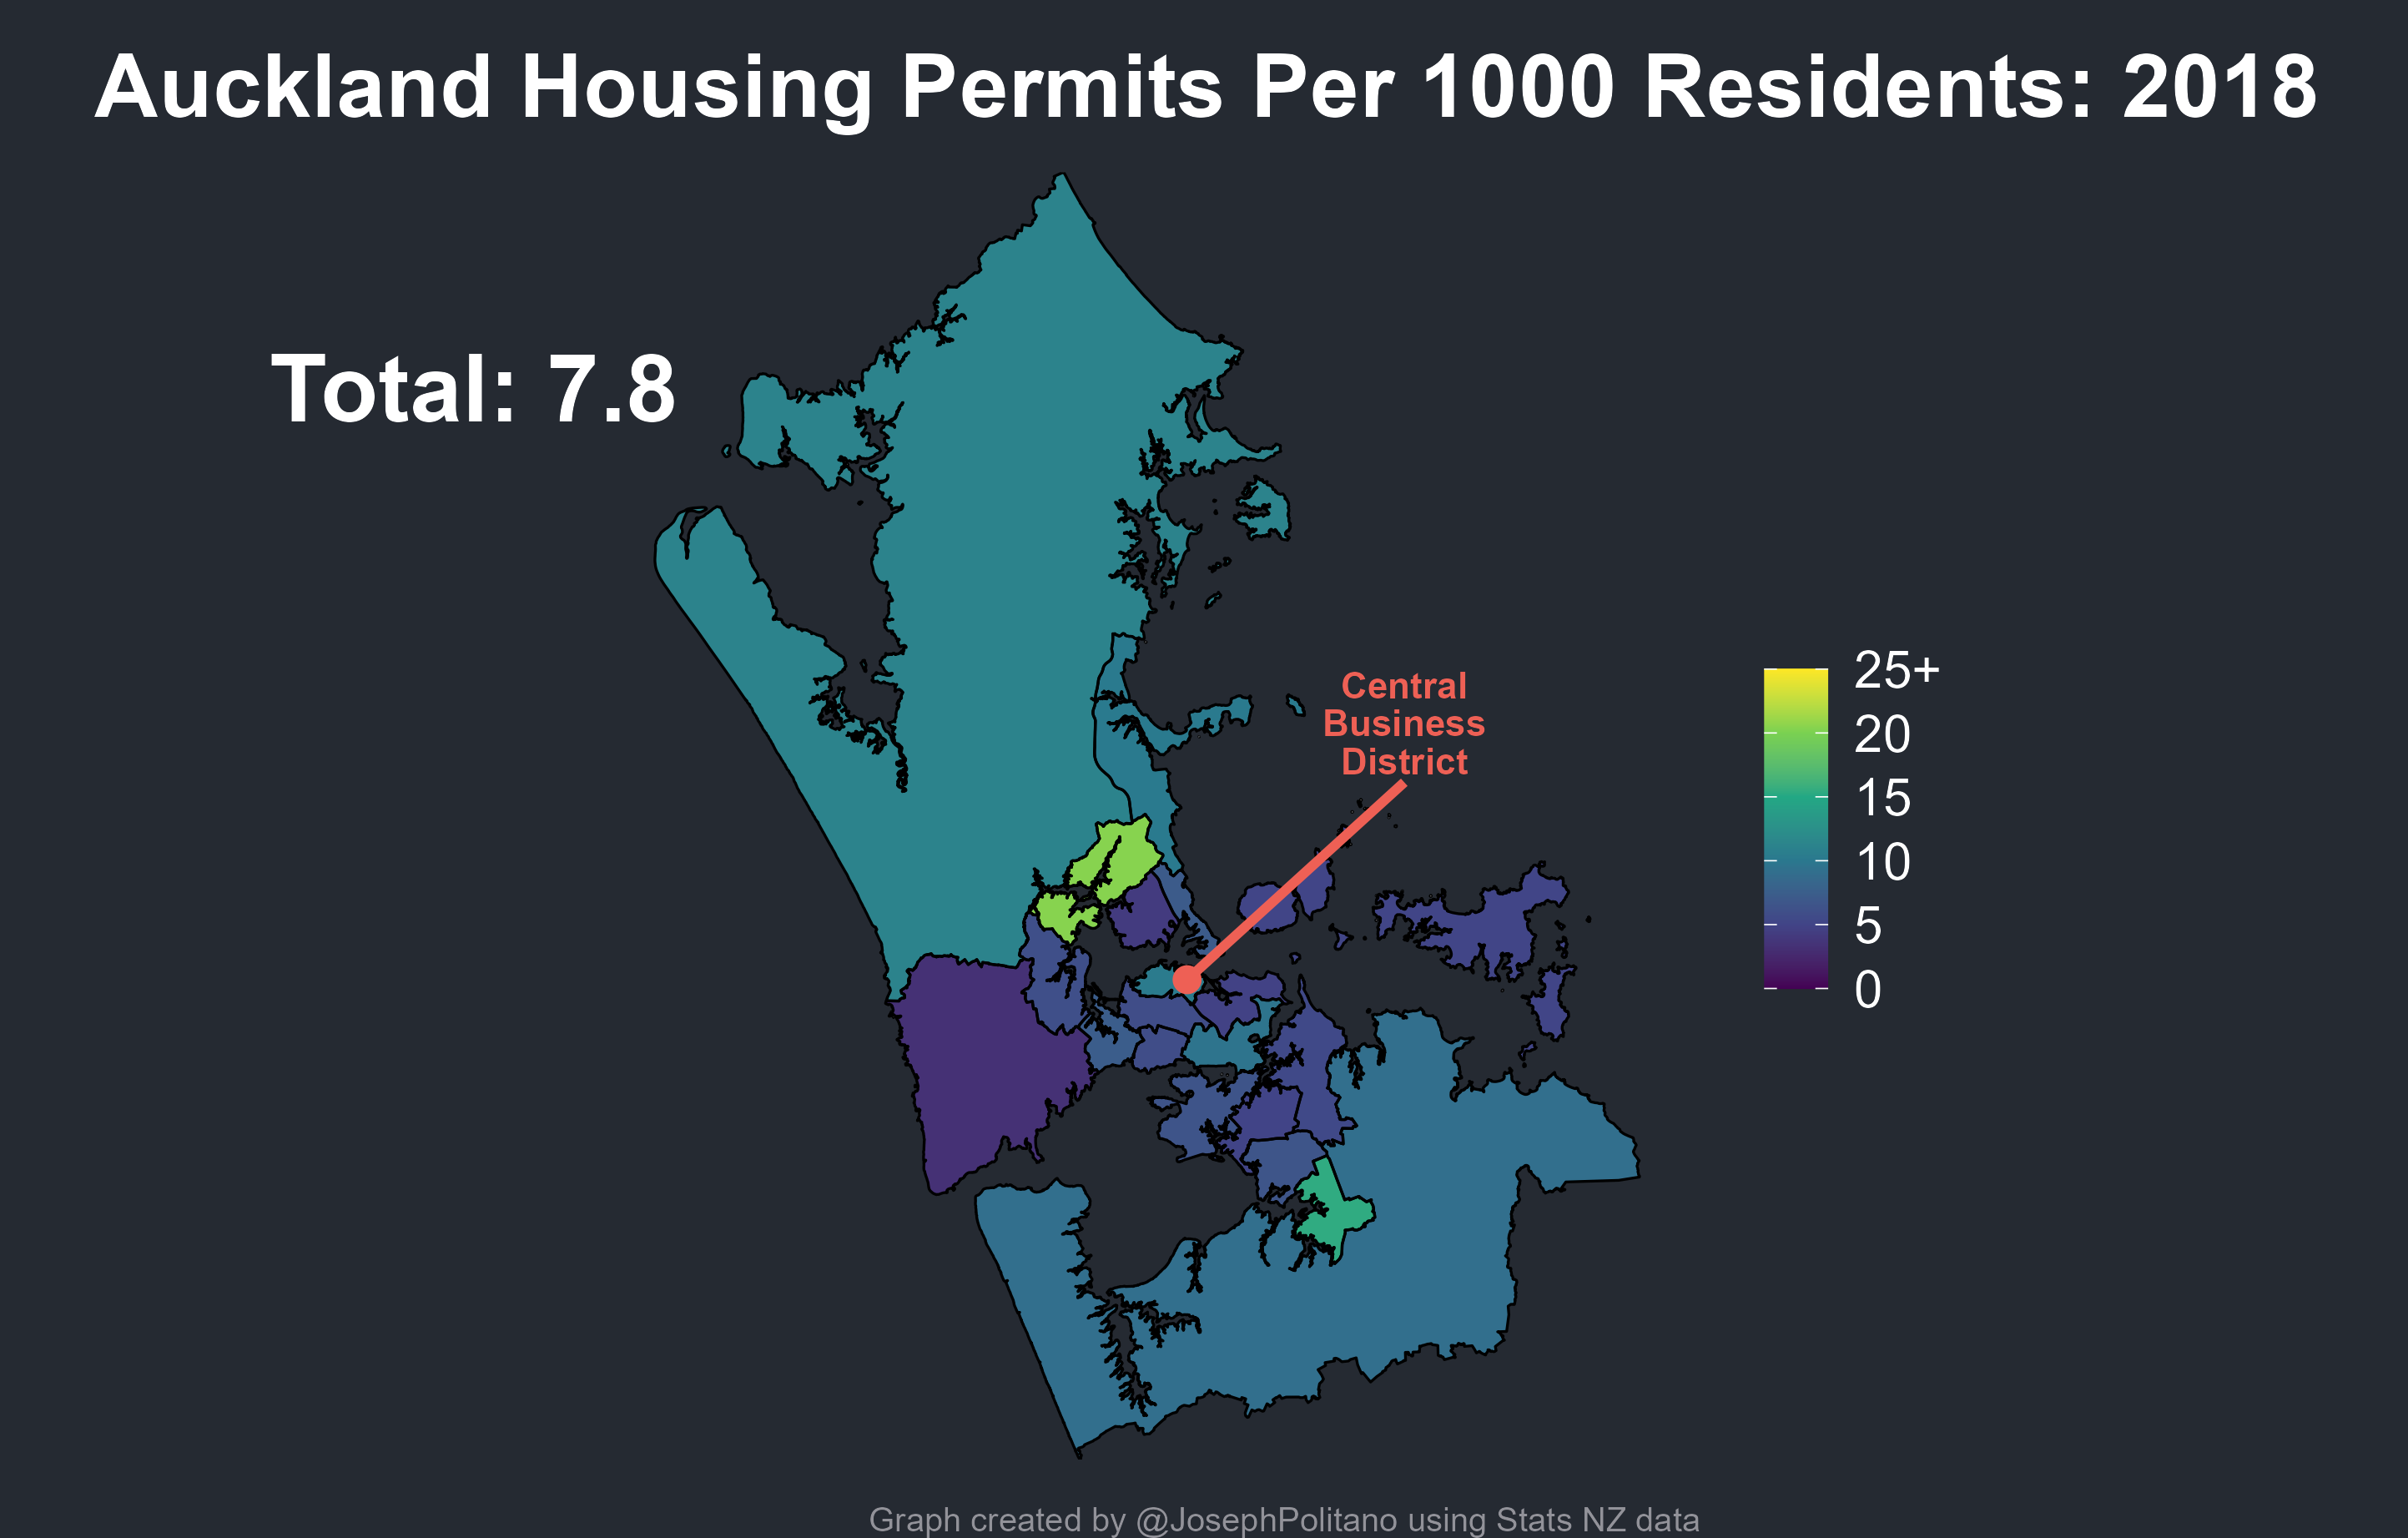 Auckland Housing Permits Per 1000 Residents: 2018
Total: 7.8
Central
Business
District
25+
20
15
10
5
0
Graph created by @JosephPolitano using Stats NZ data